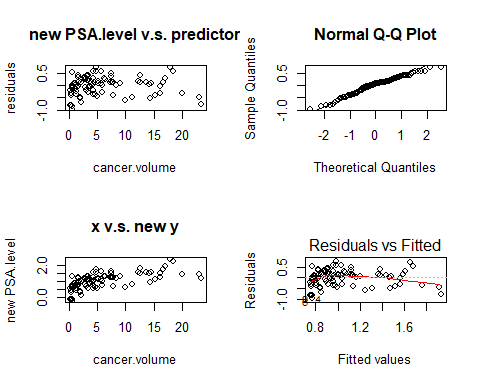 new PSA.level v.s. predictor
residuals
-1.0 0.5
0 5 10 15 20
cancer.volume
Normal Q-Q Plot
Sample Quantiles
-1.0 0.5
-2 -1 0 1 2
Theoretical Quantiles
x v.s. new y
new PSA.level
0.0 2.0
0 5 10 15 20
cancer.volume
Residuals vs Fitted
Residuals
-1.0 0.5
0.8 1.2 1.6
Fitted values